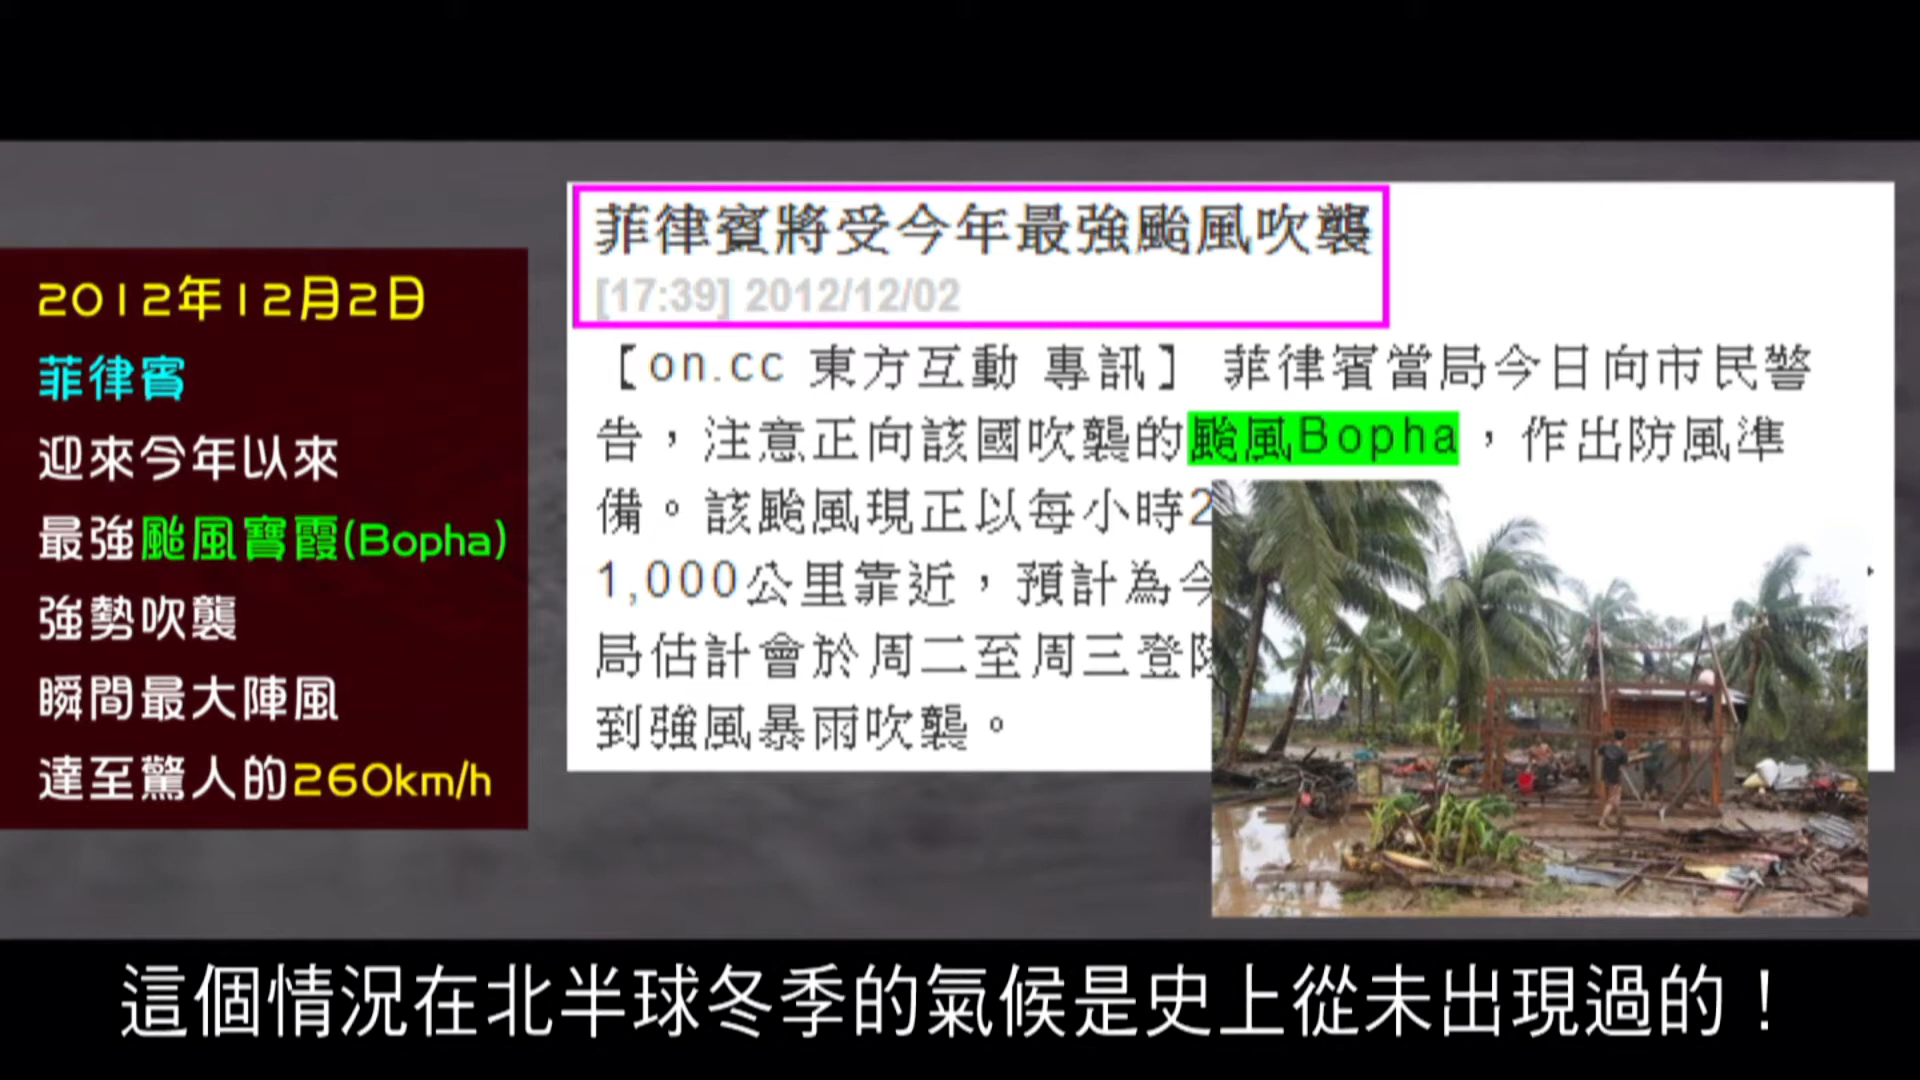 2012年12月2日
菲律賓
迎來今年以來
最強颱風寶霞(Bopha)
強勢吹襲
瞬間最大陣風
達至驚人的260km/h
菲律賓將受今年最強颱風吹襲
[17:39] 2012/12/02
【on.cc 東方互動 專訊】 菲律賓當局今日向市民警
告，注意正向該國吹襲的颱風Bopha，作出防風準
備。該颱風現正以每小時2
1,000公里靠近，預計為今
局估計會於周二至周三登陸
到強風暴雨吹襲。
這個情況在北半球冬季的氣候是史上從未出現過的！